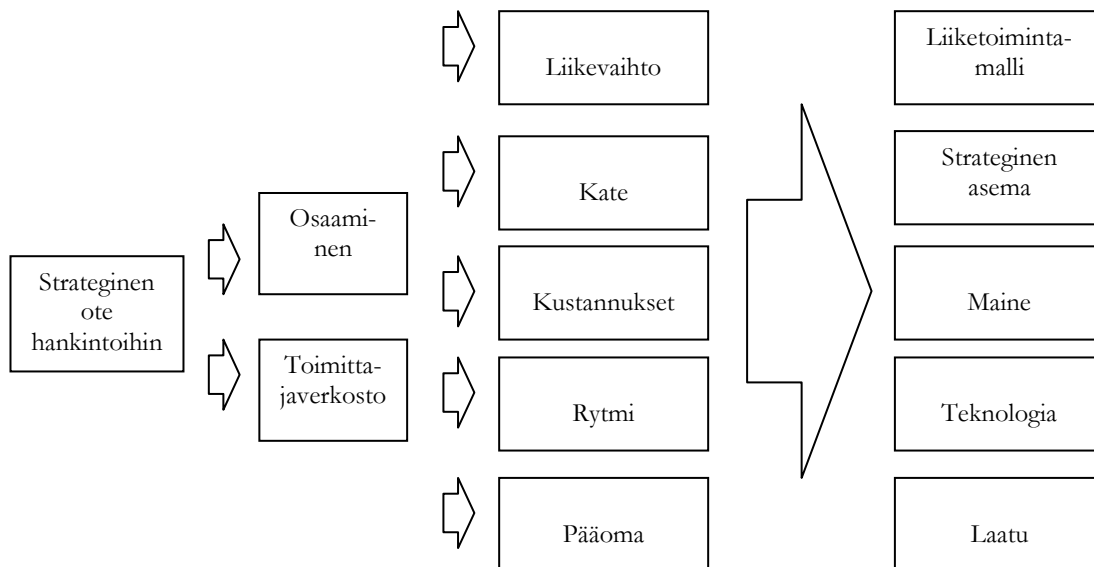 Strateginen
ote
hankintoihin
Osaami-
nen
Toimitta-
javerkosto
Liikevaihto
Kate
Kustannukset
Rytmi
Pääoma
Liiketoiminta-
malli
Strateginen
asema
Maine
Teknologia
Laatu